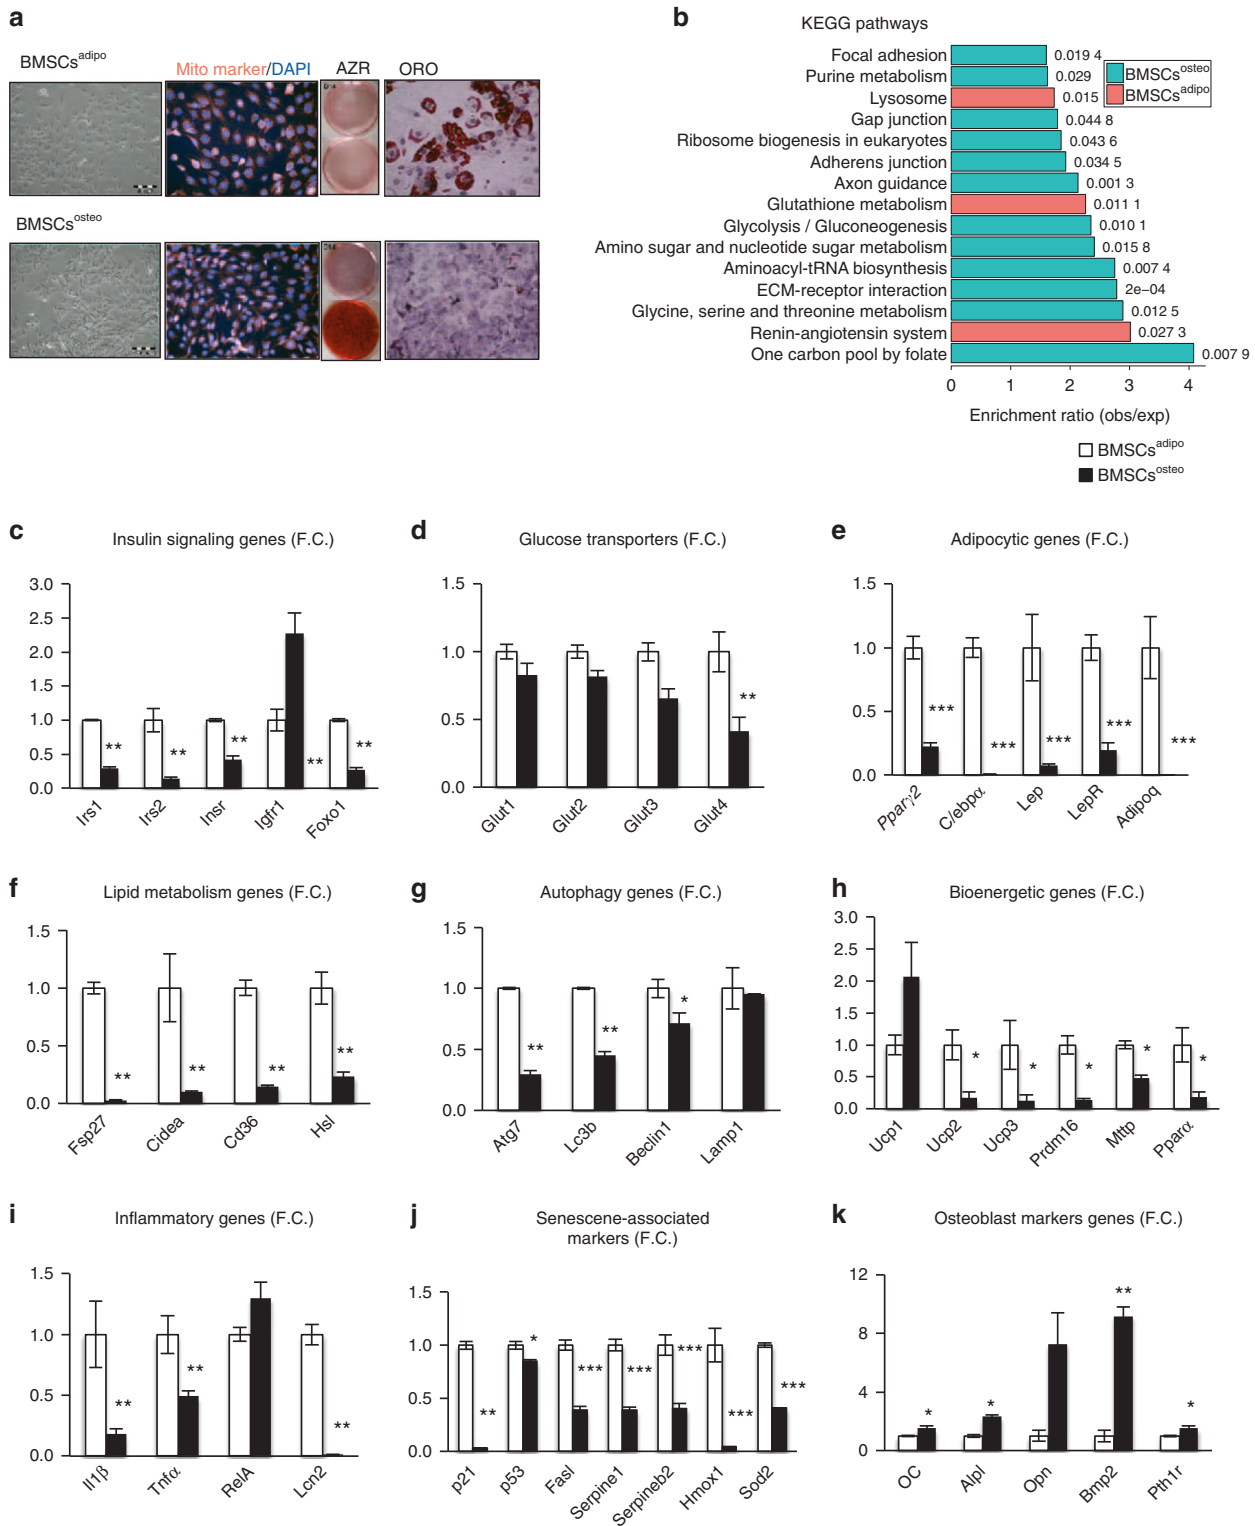 a
BMSCs^adipo
Mito marker/DAPI
AZR
ORO
BMSCs^osteo
b
KEGG pathways
Focal adhesion 0.019 4
Purine metabolism 0.029
Lysosome 0.015
Gap junction 0.044 8
Ribosome biogenesis in eukaryotes 0.043 6
Adherens junction 0.034 5
Axon guidance 0.001 3
Glutathione metabolism 0.011 1
Glycolysis / Gluconeogenesis 0.010 1
Amino sugar and nucleotide sugar metabolism 0.015 8
Aminoacyl-tRNA biosynthesis 0.007 4
ECM-receptor interaction 2e−04
Glycine, serine and threonine metabolism 0.012 5
Renin-angiotensin system 0.027 3
One carbon pool by folate 0.007 9
BMSCs^osteo
BMSCs^adipo
0 1 2 3 4
Enrichment ratio (obs/exp)
BMSCs^adipo
BMSCs^osteo
c
Insulin signaling genes (F.C.)
3.0
2.5
2.0
1.5
1.0
0.5
0.0
** ** ** ** **
Irs1 Irs2 Insr Igfr1 Foxo1
d
Glucose transporters (F.C.)
1.5
1.0
0.5
0.0
**
Glut1 Glut2 Glut3 Glut4
e
Adipocytic genes (F.C.)
1.5
1.0
0.5
0.0
*** *** *** *** ***
Pparγ2 C/ebpα Lep LepR Adipoq
f
Lipid metabolism genes (F.C.)
1.5
1.0
0.5
0.0
** ** ** **
Fsp27 Cidea Cd36 Hsl
g
Autophagy genes (F.C.)
1.5
1.0
0.5
0.0
** ** *
Atg7 Lc3b Beclin1 Lamp1
h
Bioenergetic genes (F.C.)
3.0
2.0
1.5
1.0
0.5
0.0
* * * * *
Ucp1 Ucp2 Ucp3 Prdm16 Mttp Pparα
i
Inflammatory genes (F.C.)
1.5
1.0
0.5
0.0
** ** **
Il1β Tnfα RelA Lcn2
j
Senescene-associated
markers (F.C.)
1.5
1.0
0.5
0.0
** * *** *** *** *** ***
p21 p53 Fasl Serpine1 Serpineb2 Hmox1 Sod2
k
Osteoblast markers genes (F.C.)
12
8
4
0
* * ** *
OC Alpl Opn Bmp2 Pth1r